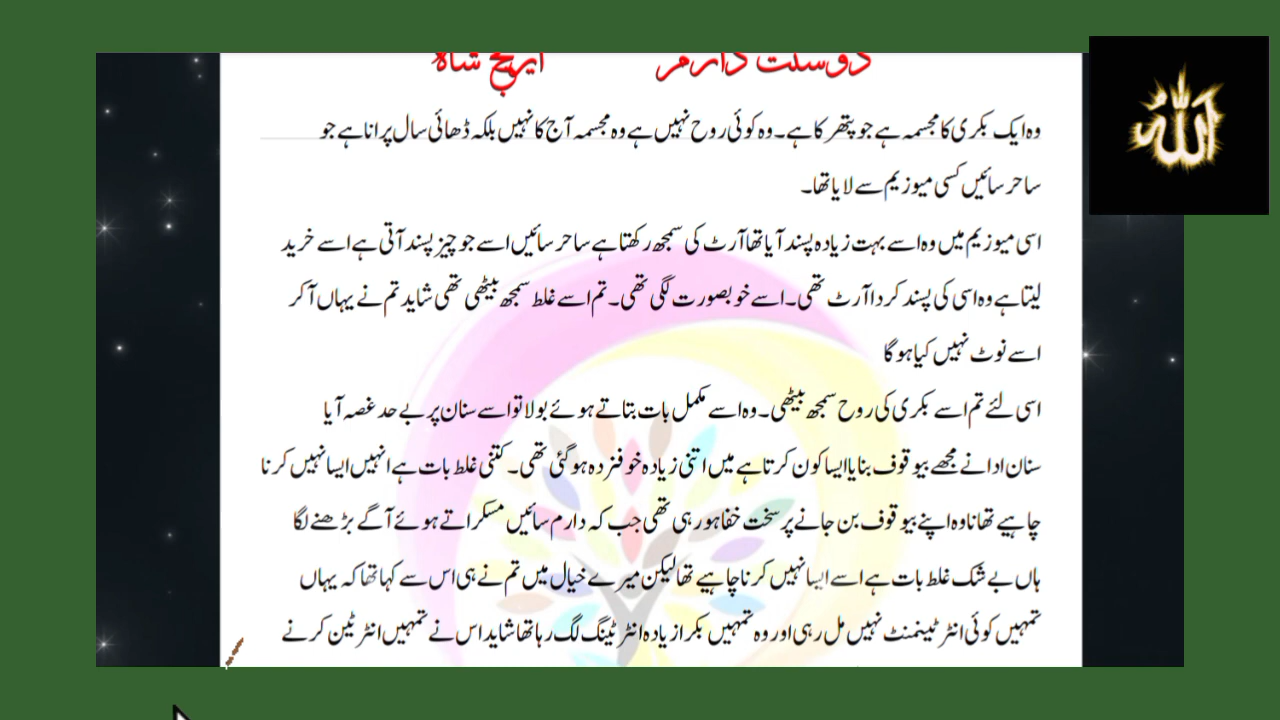 دوست دارم ایریج شاہ
وہ ایک بکری کا مجسمہ ہے جو پتھر کا ہے۔ وہ کوئی روح نہیں ہے وہ مجسمہ آج کا نہیں بلکہ ڈھائی سال پرانا ہے جو
ساحر سائیں کسی میوزیم سے لایا تھا۔
اسی میوزیم میں وہ اسے بہت زیادہ پسند آیا تھا آرٹ کی سمجھ رکھتا ہے ساحر سائیں اسے جو چیز پسند آتی ہے اسے خرید
لیتا ہے وہ اسی کی پسند کردا آرٹ تھی۔ اسے خوبصورت لگی تھی۔ تم اسے غلط سمجھ بیٹھی تھی شاید تم نے یہاں آکر
اسے نوٹ نہیں کیا ہو گا
اسی لئے تم اسے بکری کی روح سمجھ بیٹھی۔ وہ اسے مکمل بات بتاتے ہوئے بولا تو اسے سنان پر بے حد غصہ آیا
سنان ادا نے مجھے بیوقوف بنایا ایسا کون کرتا ہے میں اتنی زیادہ خوفزدہ ہو گئی تھی۔ کتنی غلط بات ہے انہیں ایسا نہیں کرنا
چاہیے تھا نا وہ اپنے بیوقوف بن جانے پر سخت خفا ہو رہی تھی جب کہ دارم سائیں مسکراتے ہوئے آگے بڑھنے لگا
ہاں بے شک غلط بات ہے اسے ایسا نہیں کرنا چاہیے تھا لیکن میرے خیال میں تم نے ہی اس سے کہا تھا کہ یہاں
تمہیں کوئی انٹرٹیمنٹ نہیں مل رہی اور وہ تمہیں بکرا زیادہ انٹرٹینگ لگ رہا تھا شاید اس نے تمہیں انٹرٹین کرنے
الله